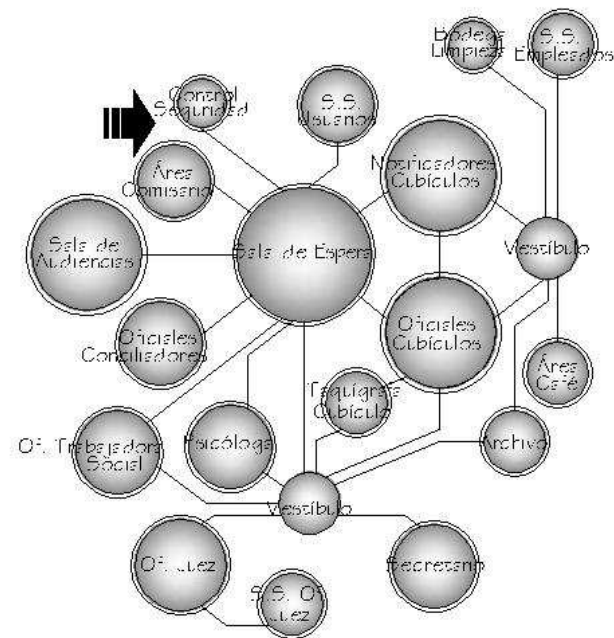 Bodega
Limpieza
S.S.
Empleados
Control
Seguridad
S.S.
Usuarios
Notificadores
Cubículos
Área
Comisario
Sala de
Audiencias
Sala de Espera
Vestíbulo
Oficiales
Conciliadores
Oficiales
Cubículos
Área
Café
Taquígrafa
Cubículo
Of. Trabajadora
Social
Psicóloga
Archivo
Vestíbulo
Of. Juez
S.S. Of.
Juez
Secretario